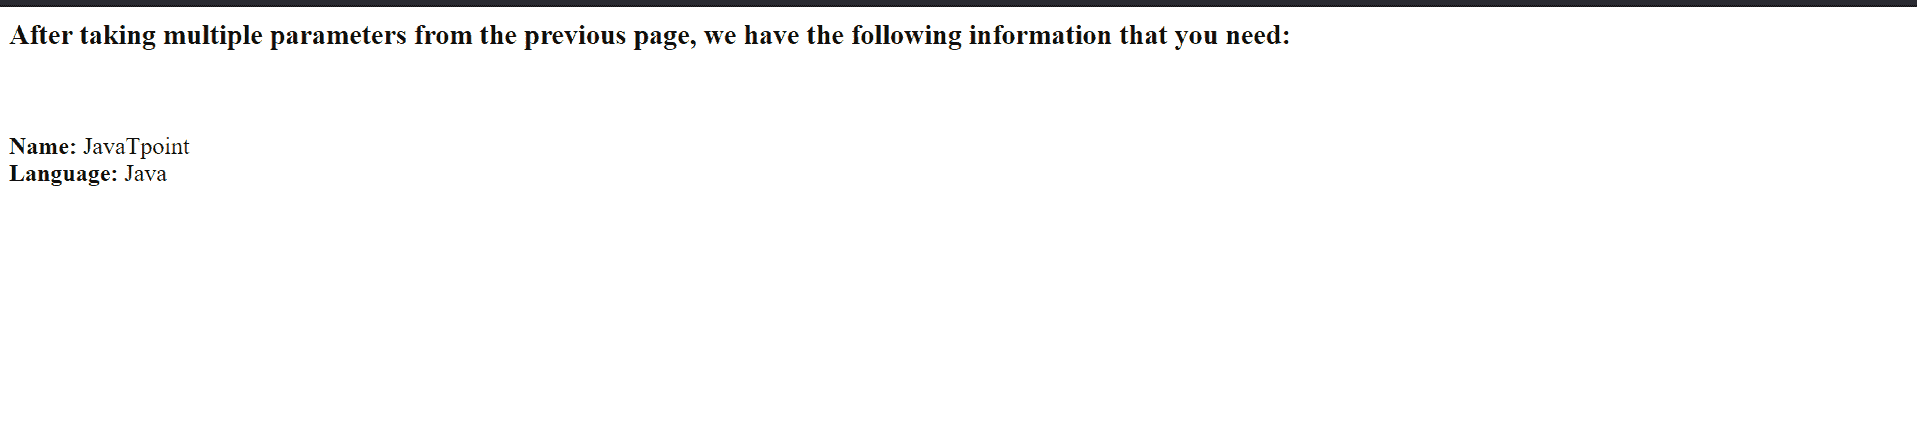 After taking multiple parameters from the previous page, we have the following information that you need:
Name: JavaTpoint
Language: Java